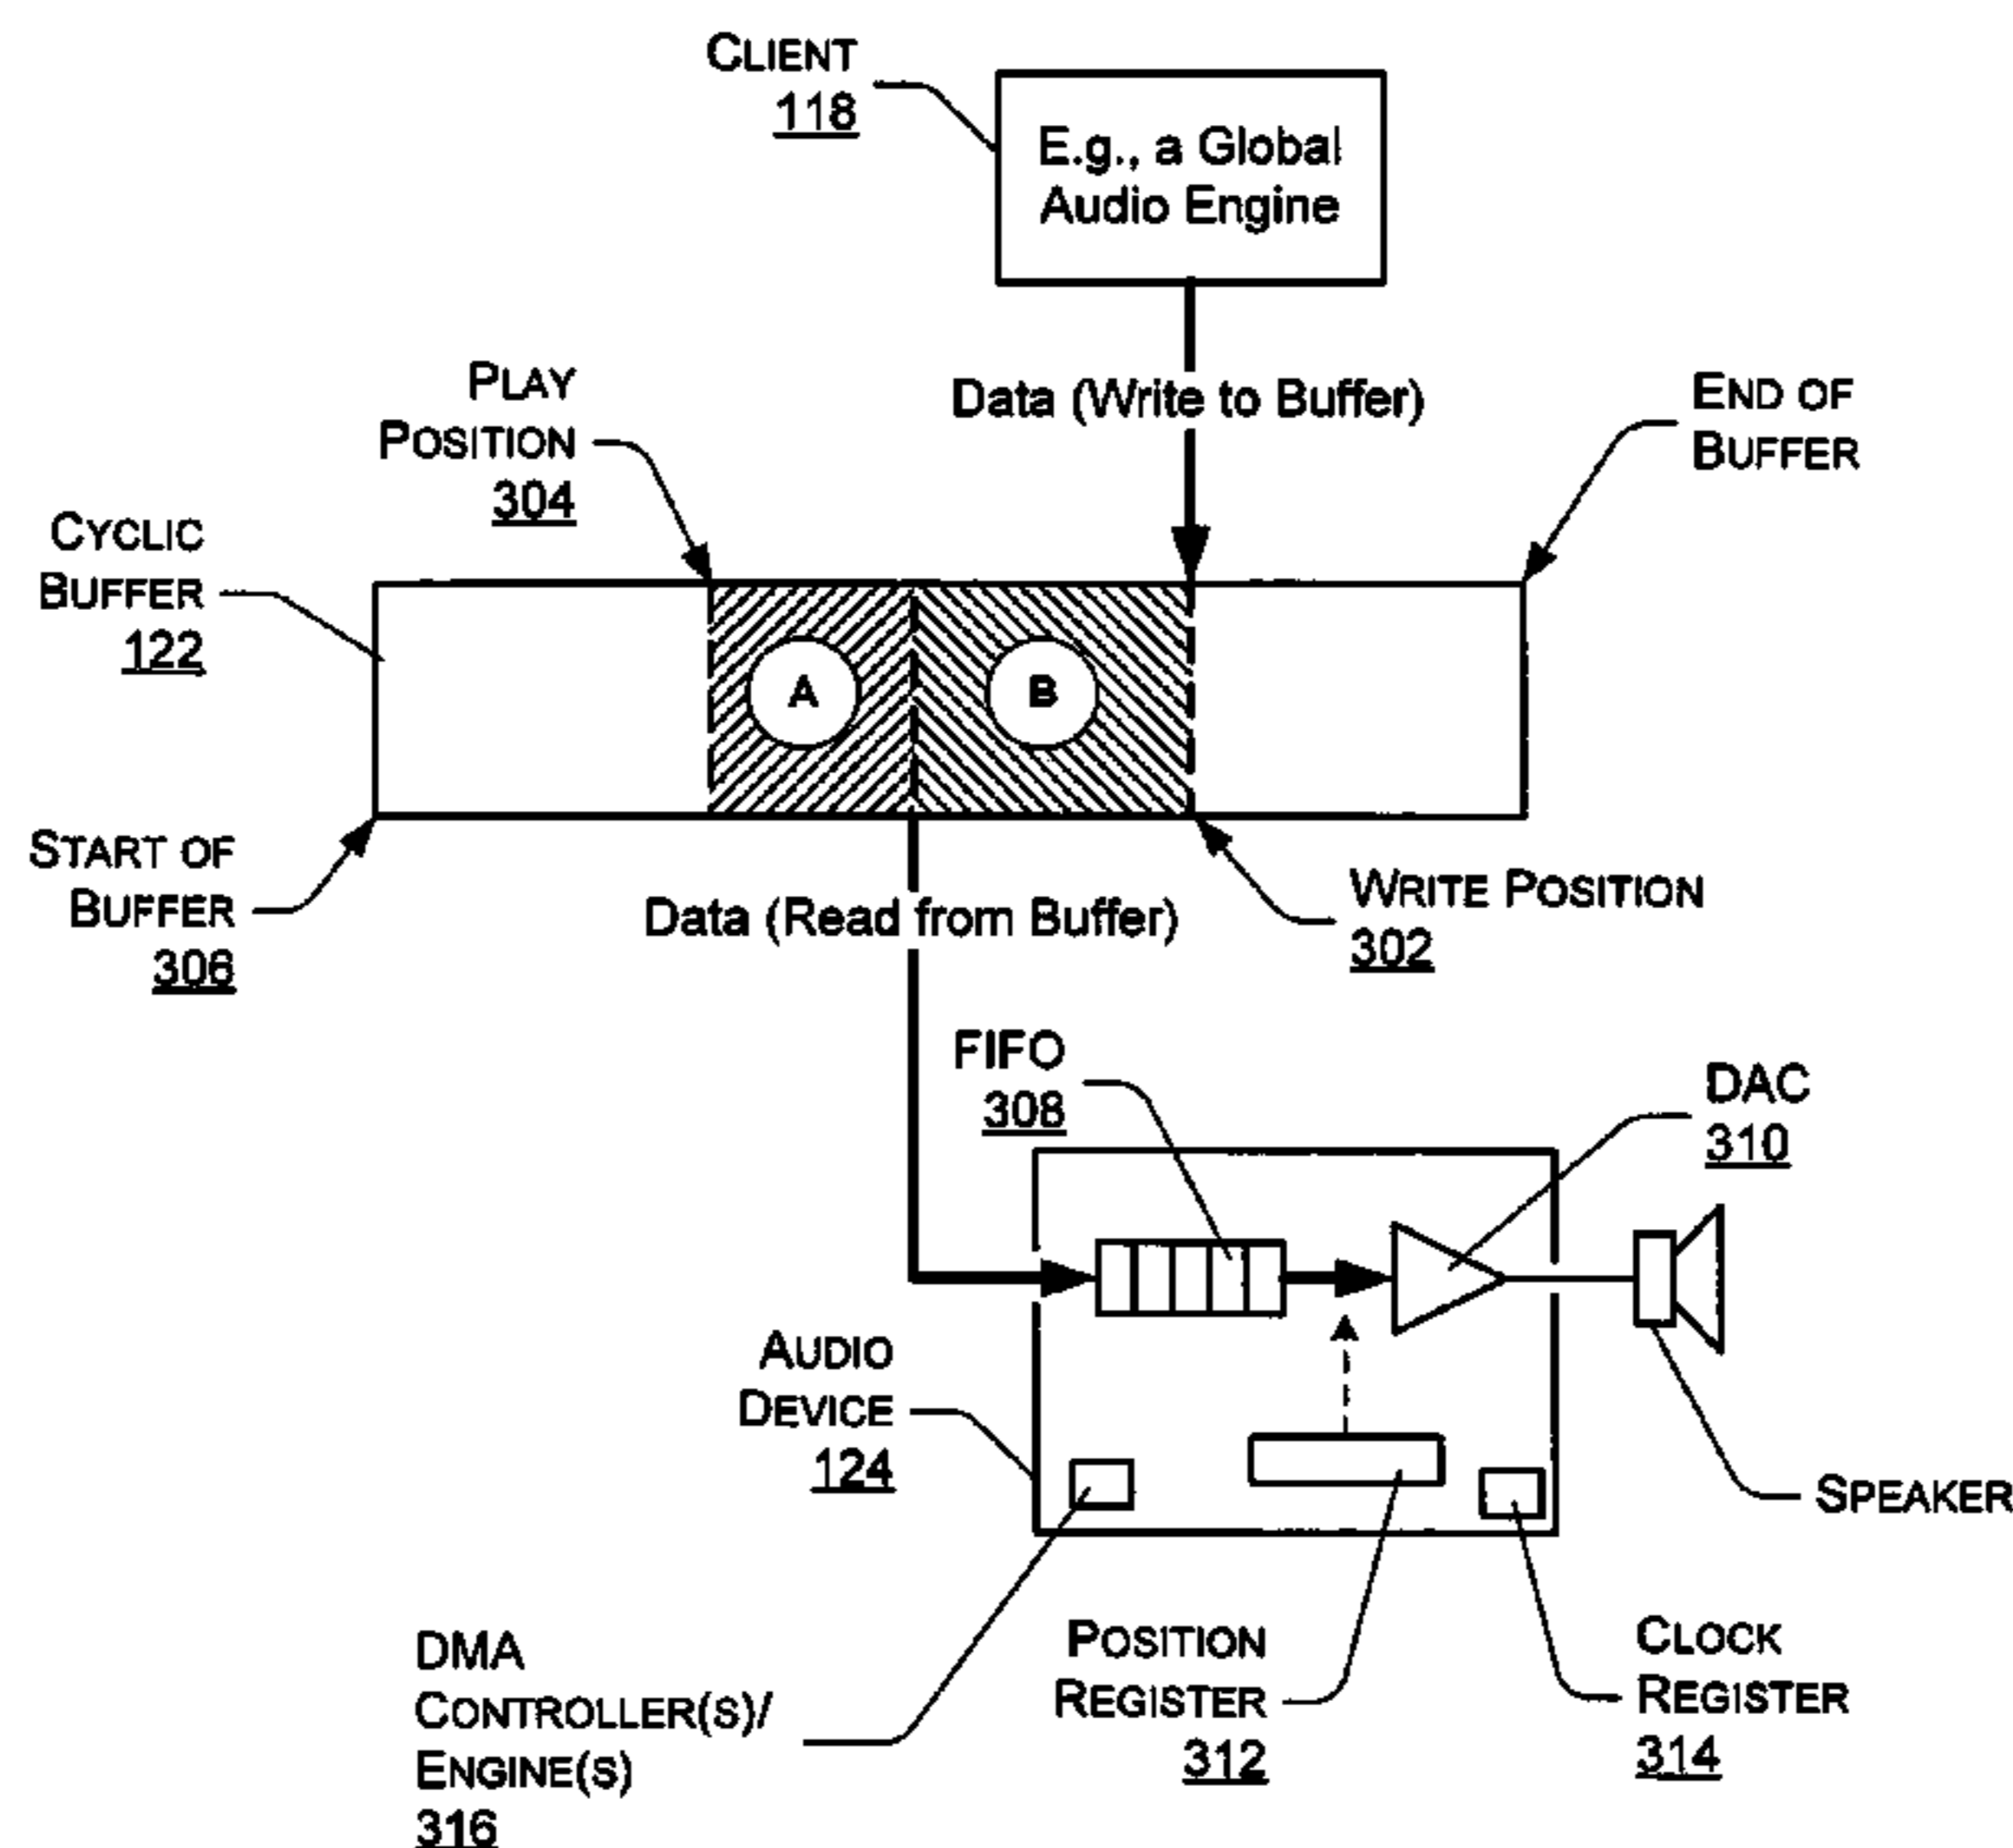 CLIENT
118
E.g., a Global
Audio Engine
PLAY
POSITION
304
Data (Write to Buffer)
END OF
BUFFER
CYCLIC
BUFFER
122
A
B
START OF
BUFFER
306
Data (Read from Buffer)
WRITE POSITION
302
FIFO
308
DAC
310
AUDIO
DEVICE
124
SPEAKER
DMA
CONTROLLER(S)/
ENGINE(S)
316
POSITION
REGISTER
312
CLOCK
REGISTER
314